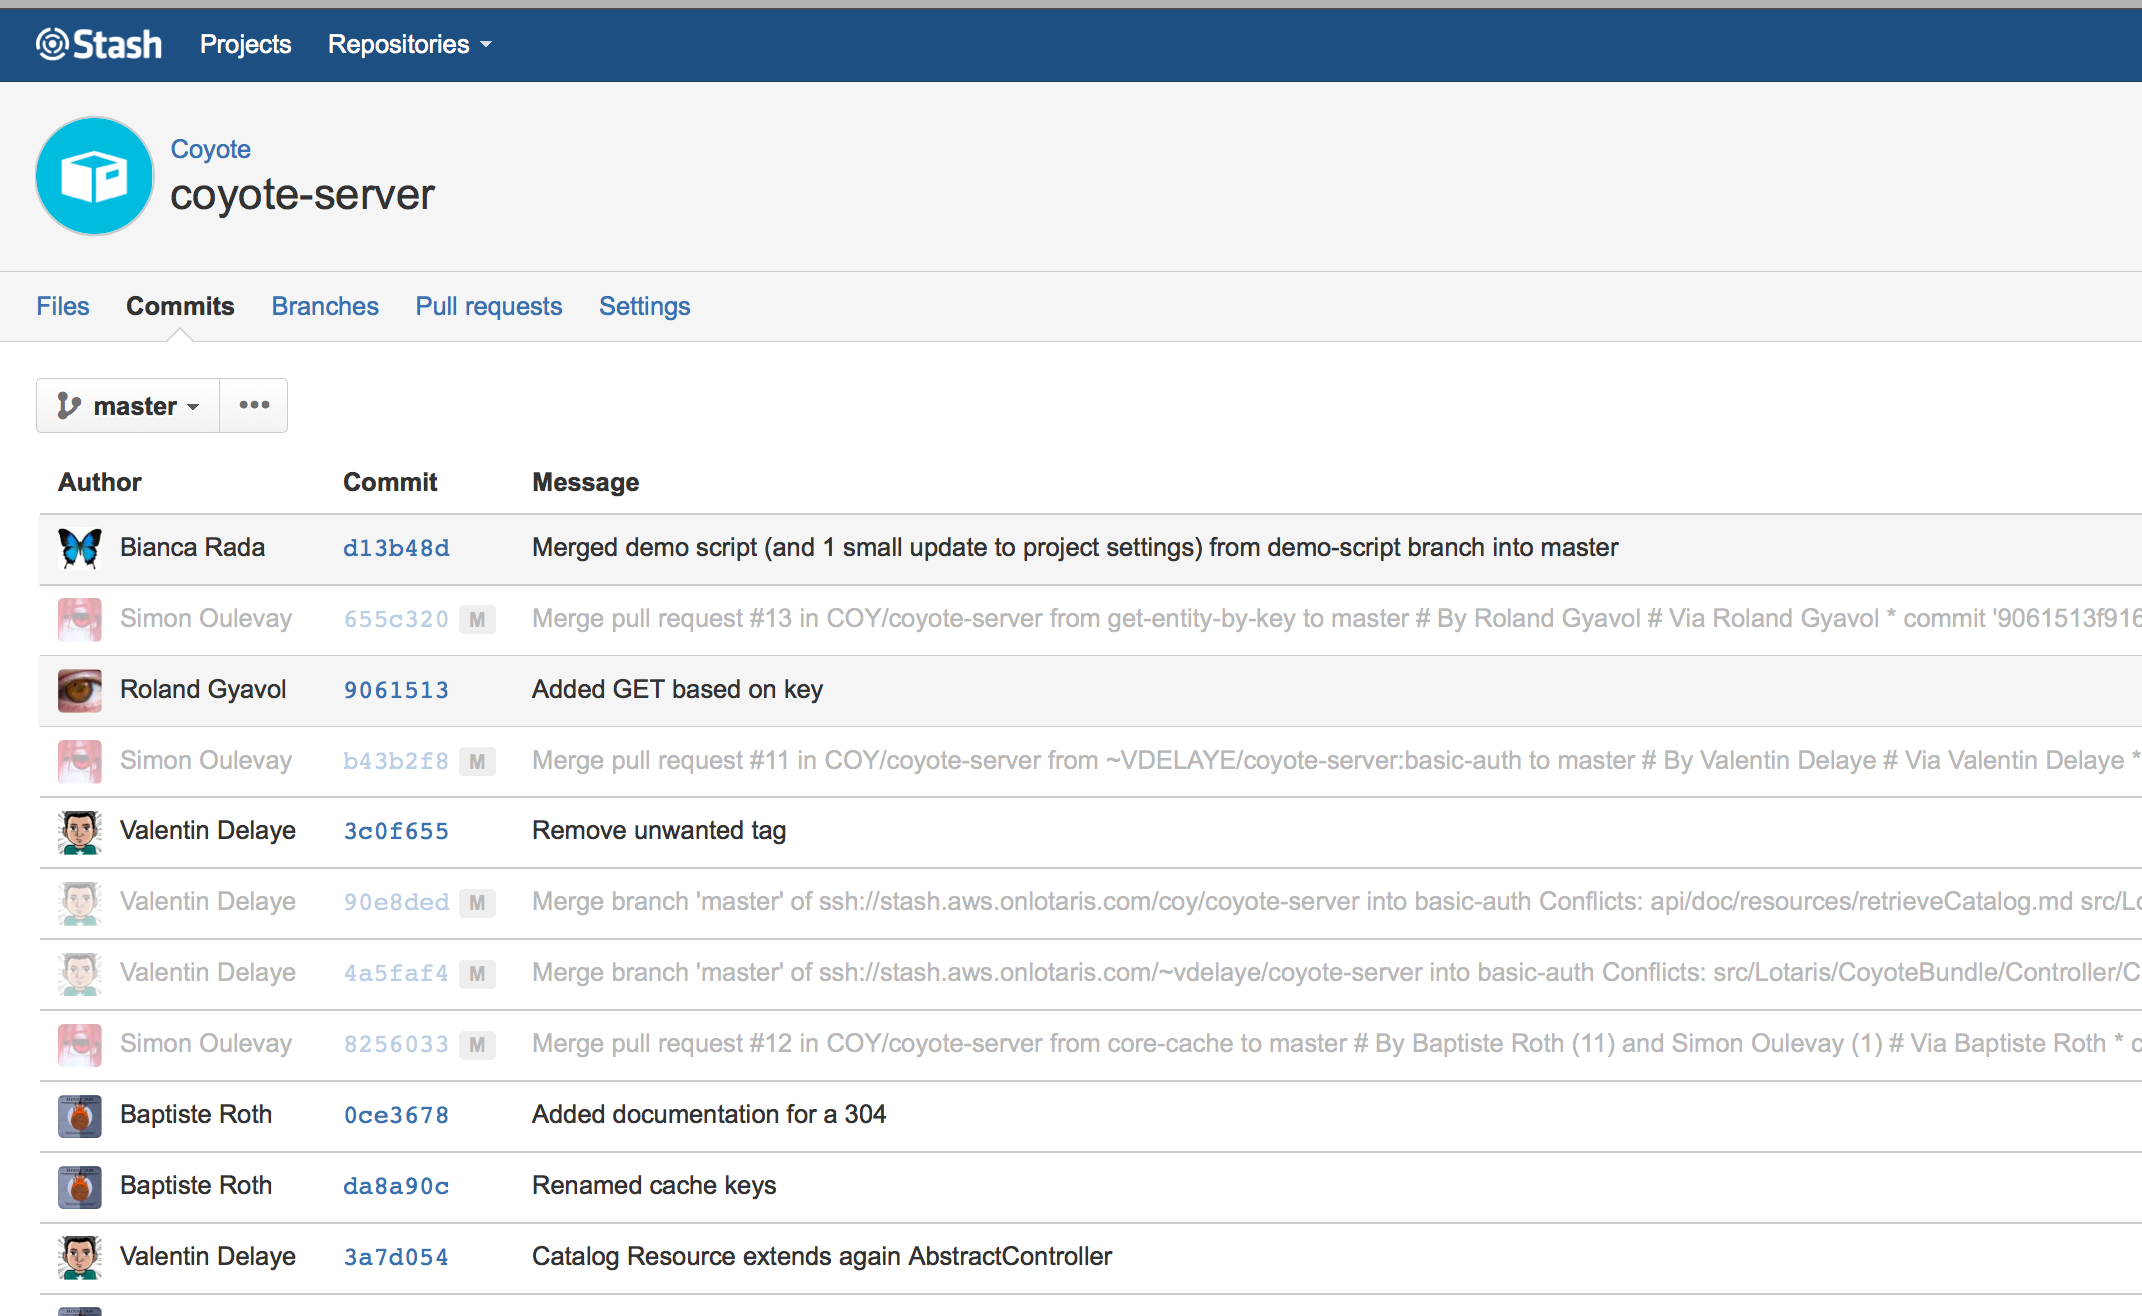 Stash Projects Repositories
Coyote
coyote-server
Files Commits Branches Pull requests Settings
master
Author Commit Message
Bianca Rada d13b48d Merged demo script (and 1 small update to project settings) from demo-script branch into master
Simon Oulevay 655c320 M Merge pull request #13 in COY/coyote-server from get-entity-by-key to master # By Roland Gyavol # Via Roland Gyavol * commit '9061513f916
Roland Gyavol 9061513 Added GET based on key
Simon Oulevay b43b2f8 M Merge pull request #11 in COY/coyote-server from ~VDELAYE/coyote-server:basic-auth to master # By Valentin Delaye # Via Valentin Delaye *
Valentin Delaye 3c0f655 Remove unwanted tag
Valentin Delaye 90e8ded M Merge branch 'master' of ssh://stash.aws.onlotaris.com/coy/coyote-server into basic-auth Conflicts: api/doc/resources/retrieveCatalog.md src/Lo
Valentin Delaye 4a5faf4 M Merge branch 'master' of ssh://stash.aws.onlotaris.com/~vdelaye/coyote-server into basic-auth Conflicts: src/Lotaris/CoyoteBundle/Controller/C
Simon Oulevay 8256033 M Merge pull request #12 in COY/coyote-server from core-cache to master # By Baptiste Roth (11) and Simon Oulevay (1) # Via Baptiste Roth * c
Baptiste Roth 0ce3678 Added documentation for a 304
Baptiste Roth da8a90c Renamed cache keys
Valentin Delaye 3a7d054 Catalog Resource extends again AbstractController